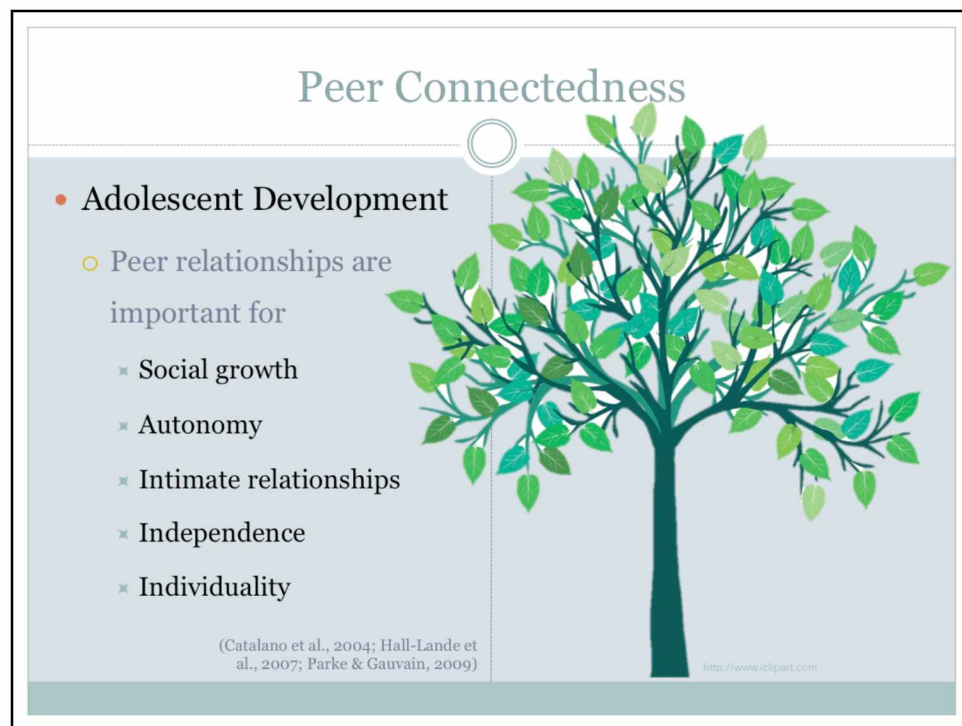 Peer Connectedness
Adolescent Development
Peer relationships are
important for
Social growth
Autonomy
Intimate relationships
Independence
Individuality
(Catalano et al., 2004; Hall-Lande et
al., 2007; Parke & Gauvain, 2009)
http://www.iclipart.com